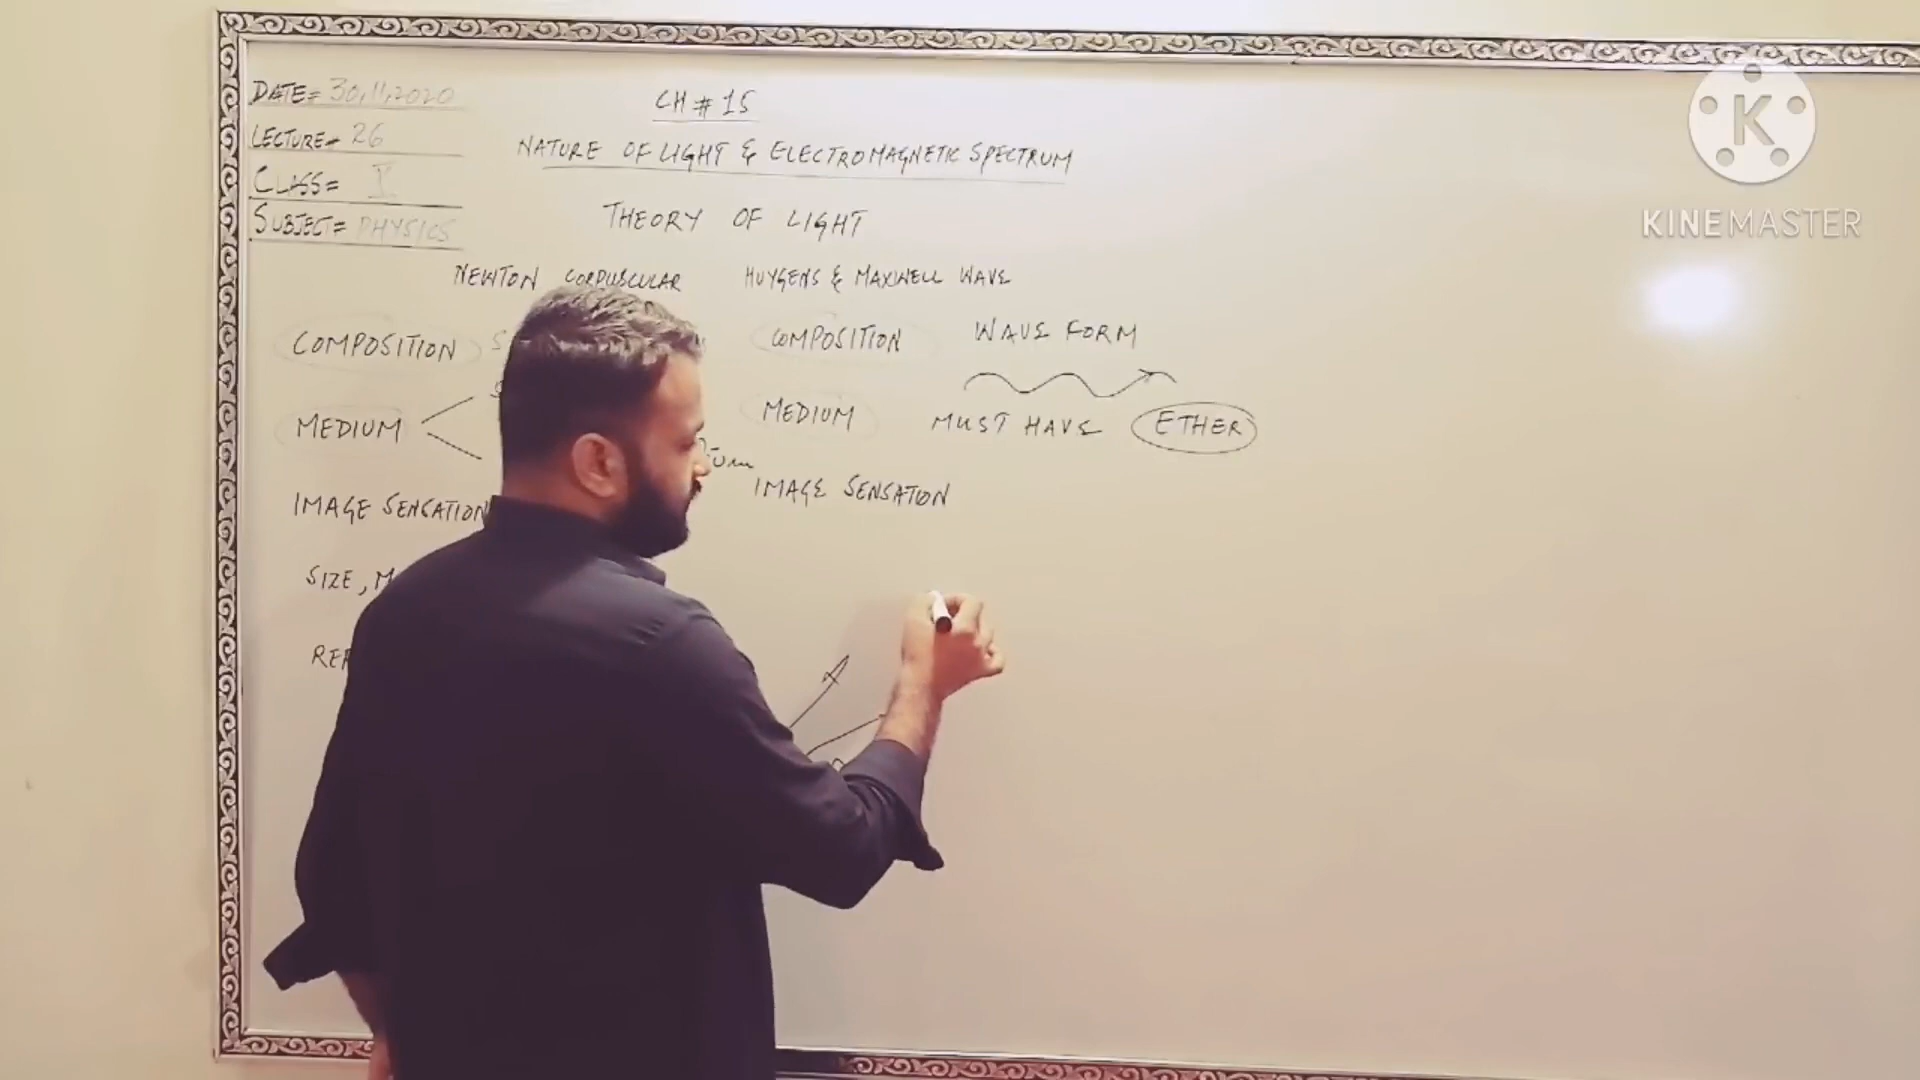 DATE= 30,11,2020
LECTURE= 26
CLASS= X
SUBJECT= PHYSICS
CH # 15
NATURE OF LIGHT & ELECTROMAGNETIC SPECTRUM
THEORY OF LIGHT
NEWTON CORPUSCULAR
COMPOSITION
MEDIUM
IMAGE SENSATION
SIZE,
HUYGENS & MAXWELL WAVE
COMPOSITION WAVE FORM
MEDIUM MUST HAVE ETHER
IMAGE SENSATION
K
KINEMASTER